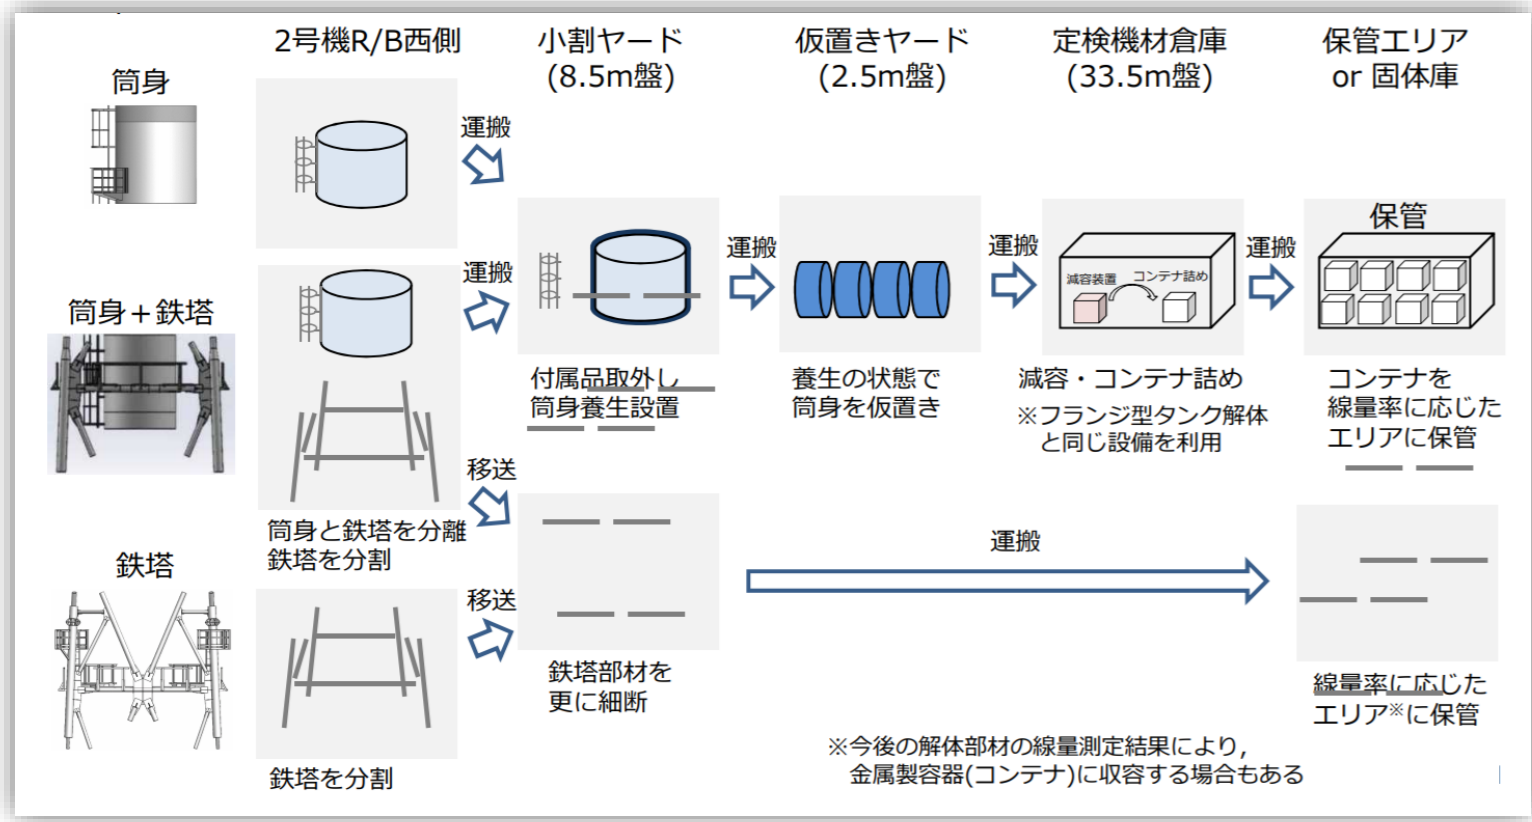 2号機R/B西側
小割ヤード
(8.5m盤)
仮置きヤード
(2.5m盤)
定検機材倉庫
(33.5m盤)
保管エリア
or 固体庫
筒身
運搬
筒身+鉄塔
運搬
付属品取外し
筒身養生設置
運搬
養生の状態で
筒身を仮置き
運搬
減容装置
コンテナ詰め
減容・コンテナ詰め
※フランジ型タンク解体
と同じ設備を利用
運搬
保管
コンテナを
線量率に応じた
エリアに保管
移送
筒身と鉄塔を分離
鉄塔を分割
鉄塔
移送
鉄塔を分割
鉄塔部材を
更に細断
運搬
線量率に応じた
エリア※に保管
※今後の解体部材の線量測定結果により,
金属製容器(コンテナ)に収容する場合もある